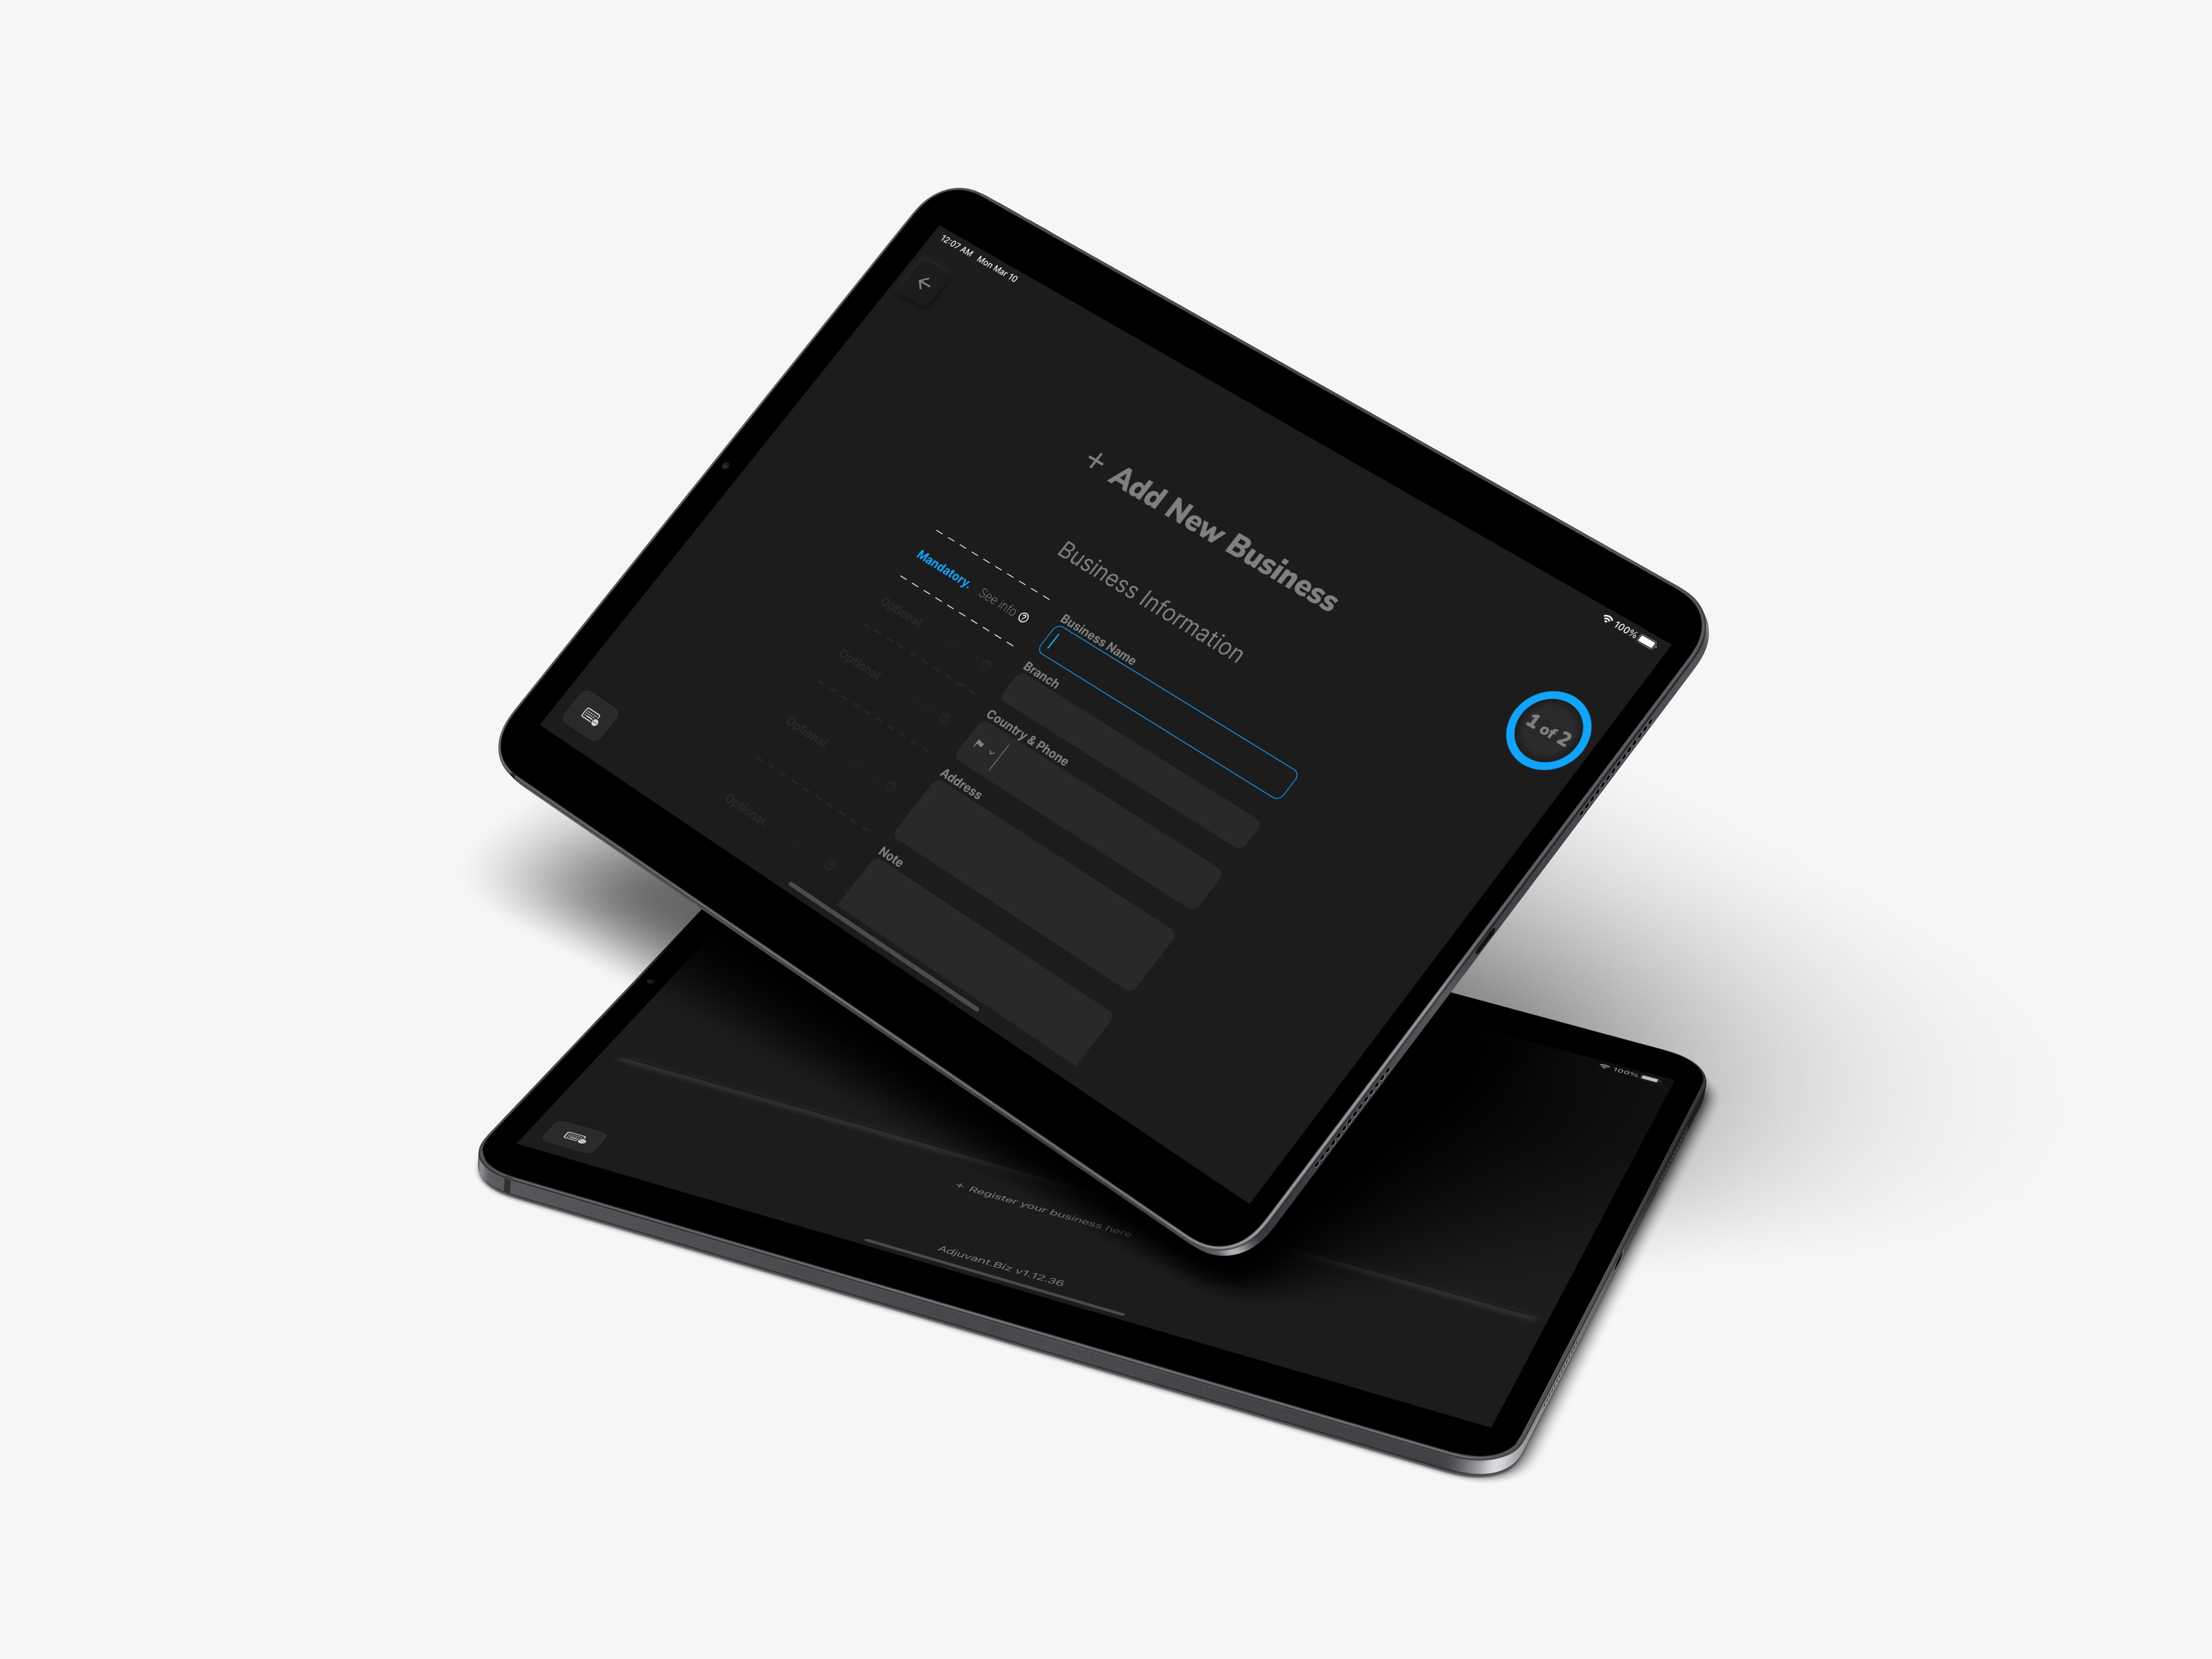 12:07 AM Mon Mar 10
100%
+ Add New Business
Business Information
1 of 2
Mandatory. See info
Business Name
Optional.
Branch
Optional.
Country & Phone
Optional.
Address
Optional.
Note
100%
+ Register your business here
Adjuvant.Biz v1.12.36